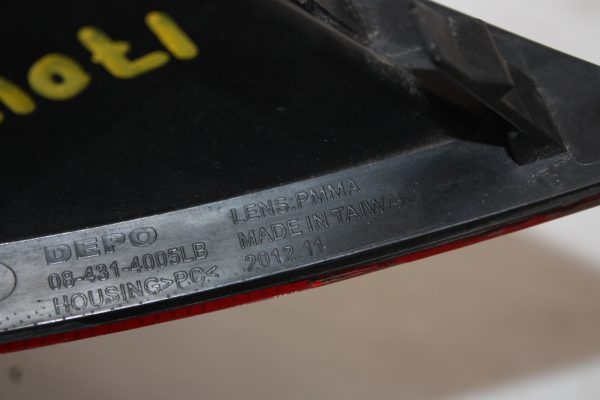 DEPO
08-431-4005LB
HOUSING>PC<
LENS:PMMA
MADE IN TAIWAN
2012.11